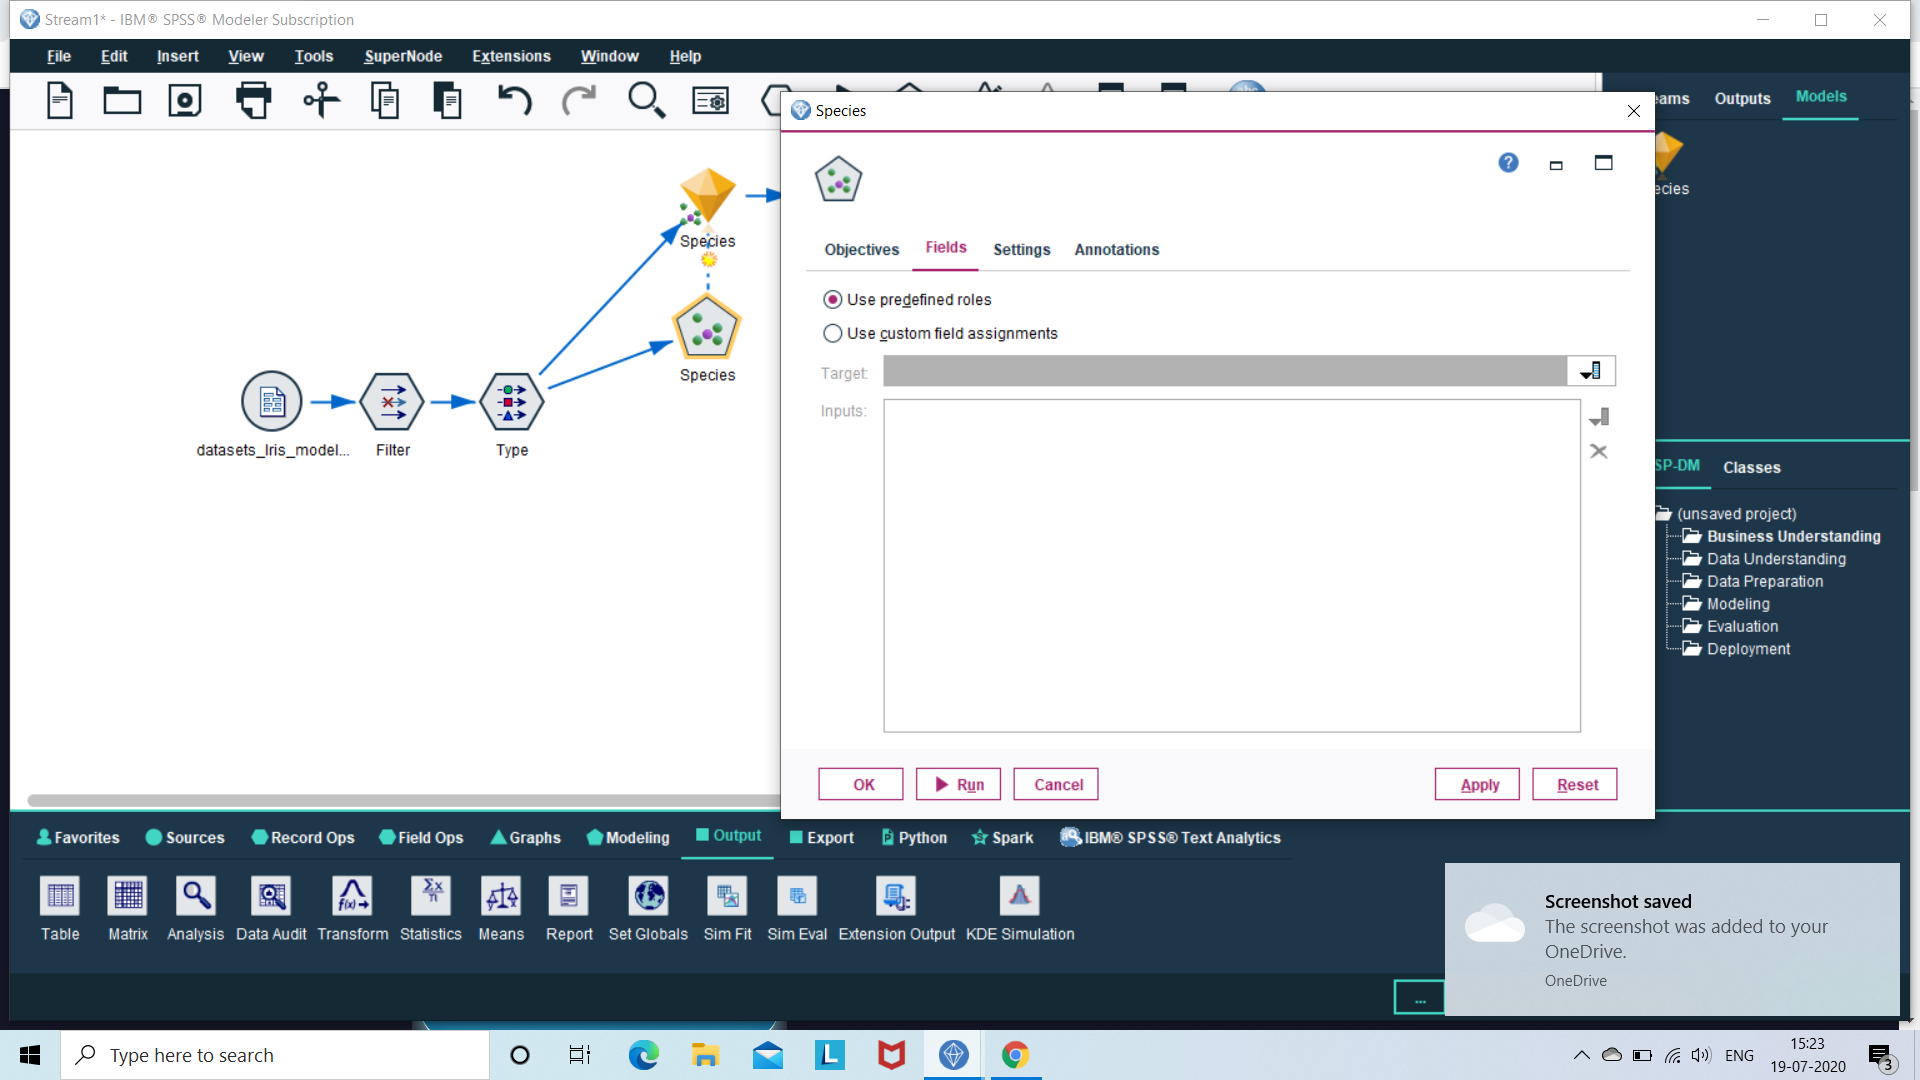 Stream1* - IBM® SPSS® Modeler Subscription
File Edit Insert View Tools SuperNode Extensions Window Help
Species
Outputs Models
Objectives Fields Settings Annotations
Use predefined roles
Use custom field assignments
Target:
Inputs:
OK Run Cancel Apply Reset
Species
Species
datasets_Iris_model... Filter Type
SP-DM Classes
(unsaved project)
Business Understanding
Data Understanding
Data Preparation
Modeling
Evaluation
Deployment
Favorites Sources Record Ops Field Ops Graphs Modeling Output Export Python Spark IBM® SPSS® Text Analytics
Table Matrix Analysis Data Audit Transform Statistics Means Report Set Globals Sim Fit Sim Eval Extension Output KDE Simulation
Screenshot saved
The screenshot was added to your
OneDrive.
OneDrive
...
Type here to search
L
ENG
15:23
19-07-2020
3